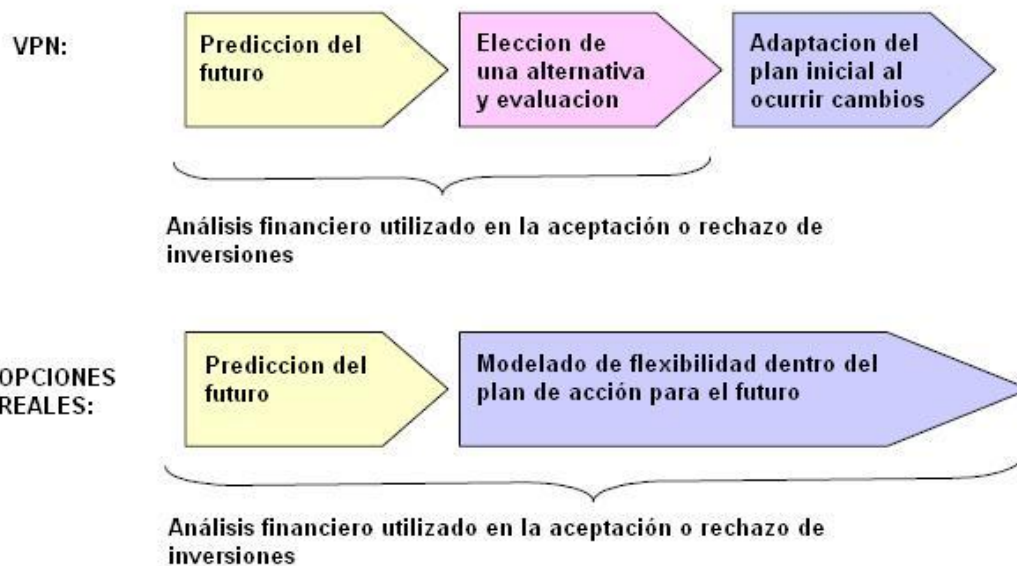 VPN:
Prediccion del
futuro
Eleccion de
una alternativa
y evaluacion
Adaptacion del
plan inicial al
ocurrir cambios
Análisis financiero utilizado en la aceptación o rechazo de
inversiones
OPCIONES
REALES:
Prediccion del
futuro
Modelado de flexibilidad dentro del
plan de acción para el futuro
Análisis financiero utilizado en la aceptación o rechazo de
inversiones